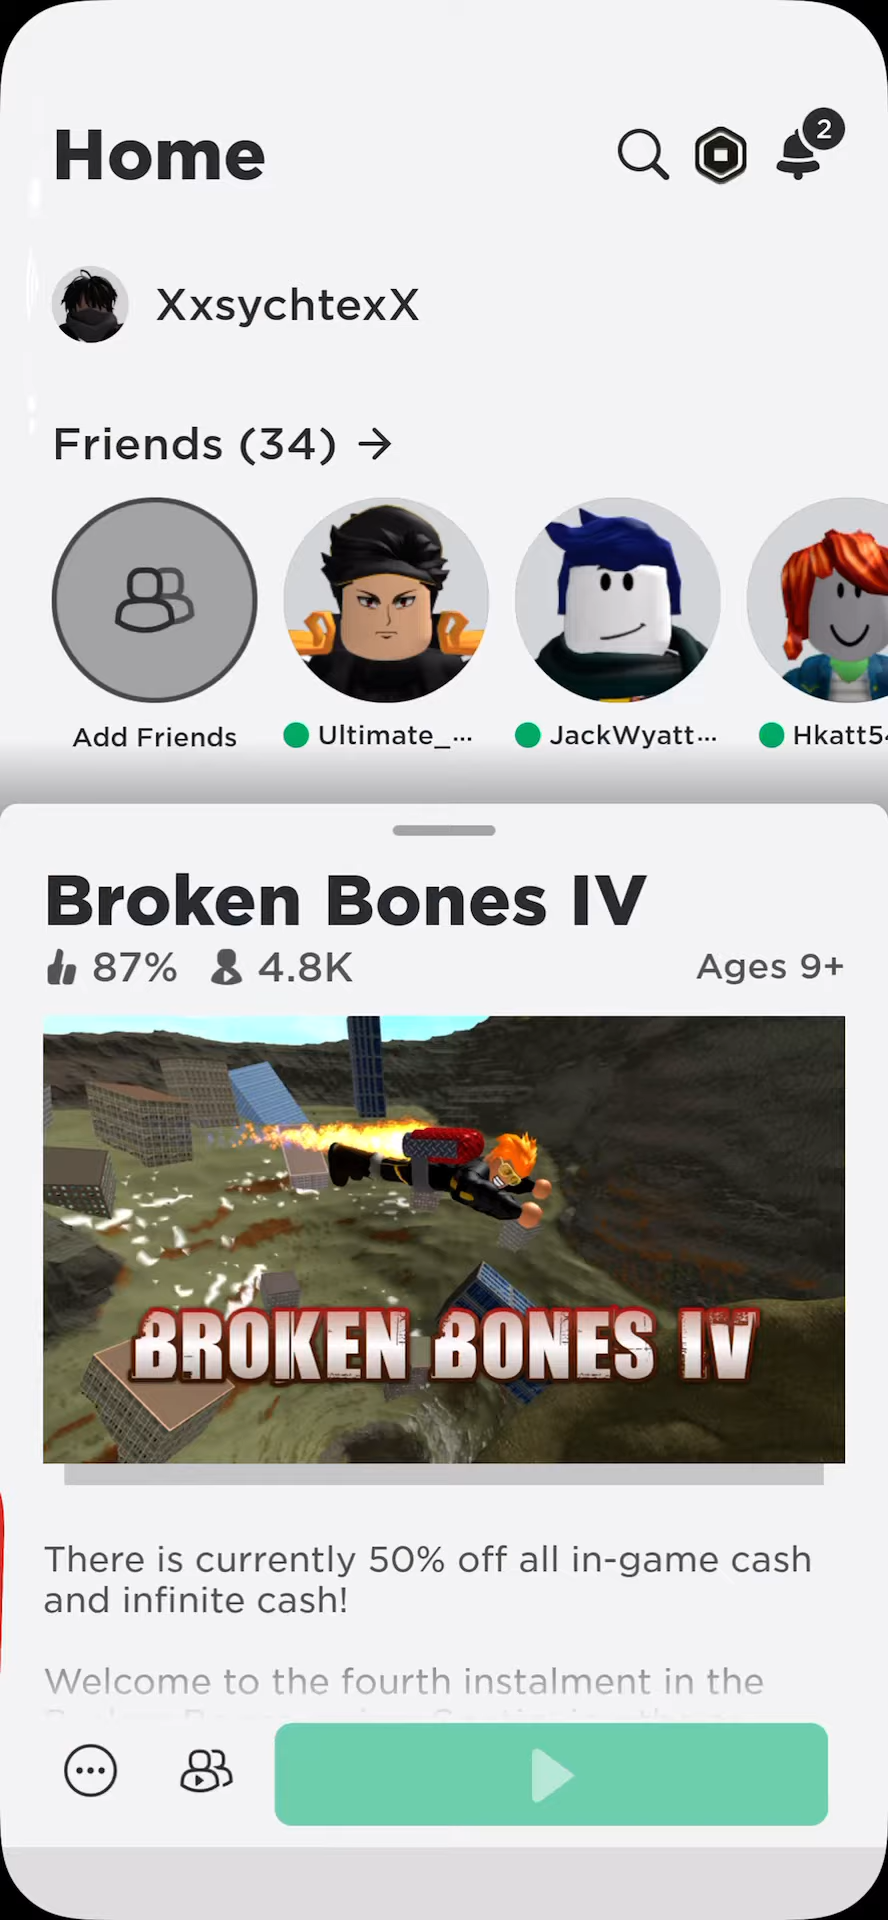 Home
2
XxsychtexX
Friends (34) →
Add Friends
Ultimate_...
JackWyatt...
Hkatt5
Broken Bones IV
87% 4.8K
Ages 9+
BROKEN BONES IV
There is currently 50% off all in-game cash
and infinite cash!
Welcome to the fourth instalment in the